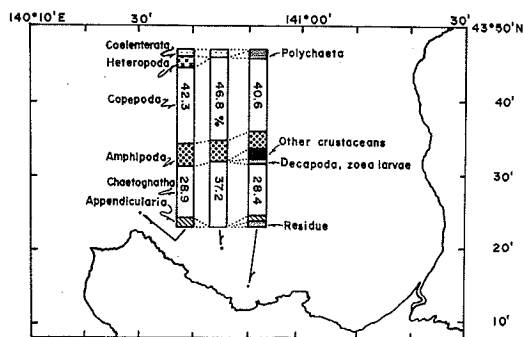 140°10'E 30' 141°00' 30'
43°50'N
Coelenterata
Heteropoda
Polychaeta
40'
Copepoda
42.3
46.8 %
40.6
30'
Other crustaceans
Amphipoda
Decapoda, zoea larvae
Chaetognatha
28.9
37.2
28.4
Appendicularia
Residue
20'
10'